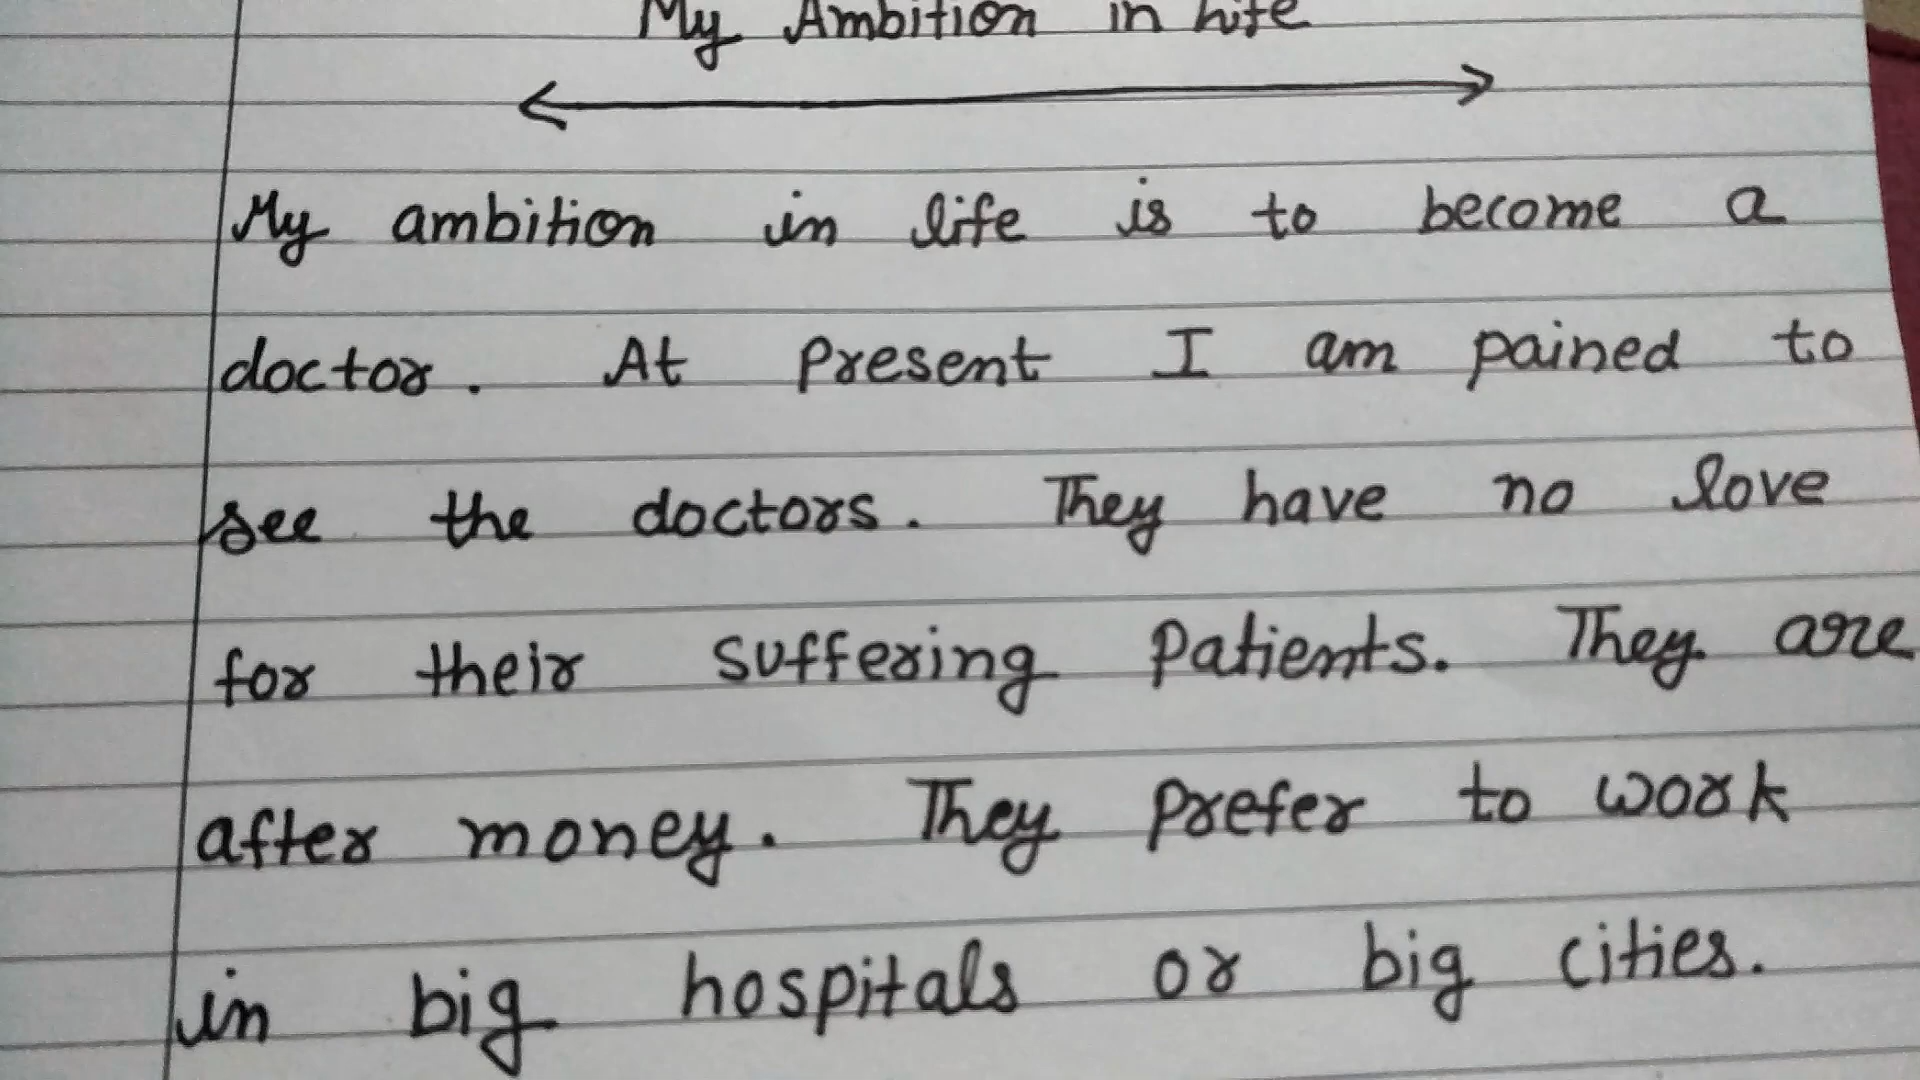 My Ambition in life
My ambition in life is to become a
doctor. At present I am pained to
see the doctors. They have no love
for their suffering patients. They are
after money. They prefer to work
in big hospitals or big cities.